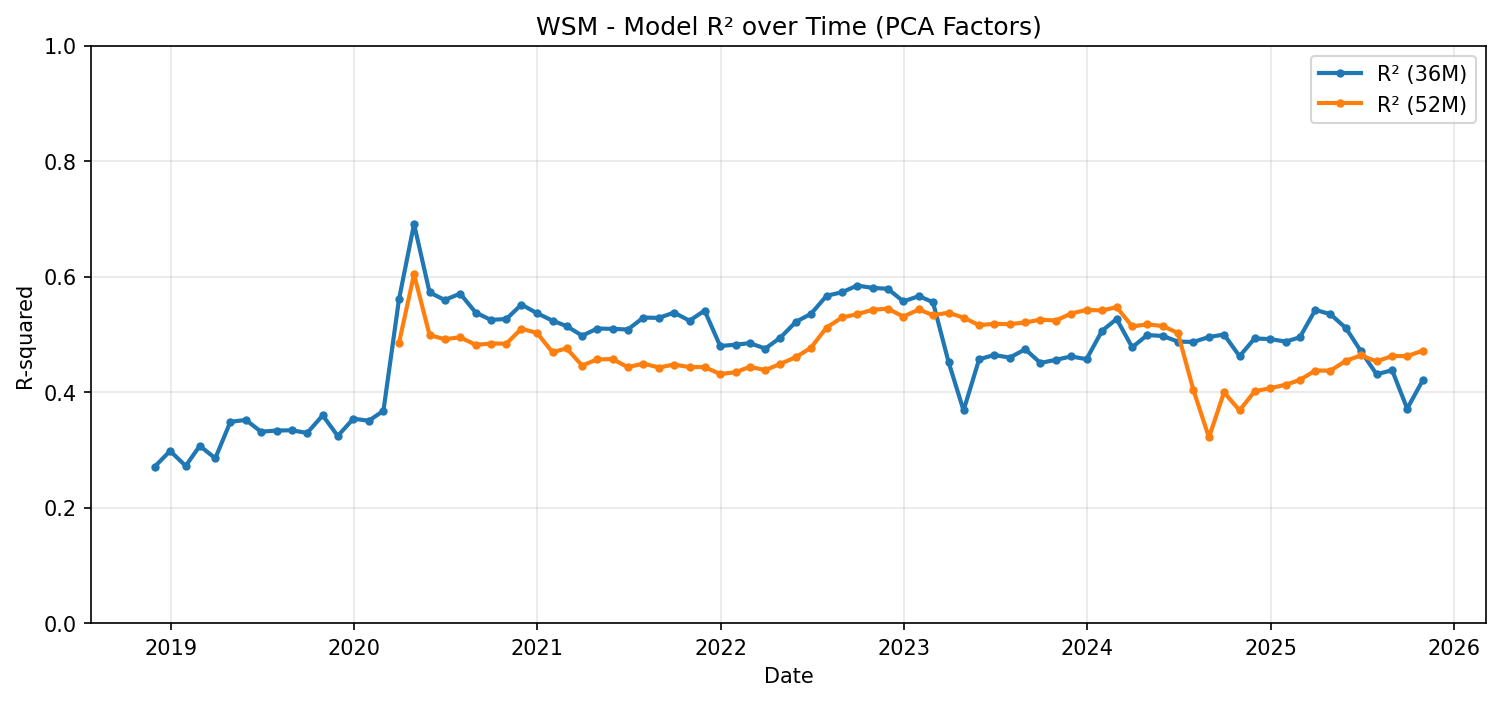 WSM - Model R² over Time (PCA Factors)
R² (36M)
R² (52M)
R-squared
1.0
0.8
0.6
0.4
0.2
0.0
2019 2020 2021 2022 2023 2024 2025 2026
Date